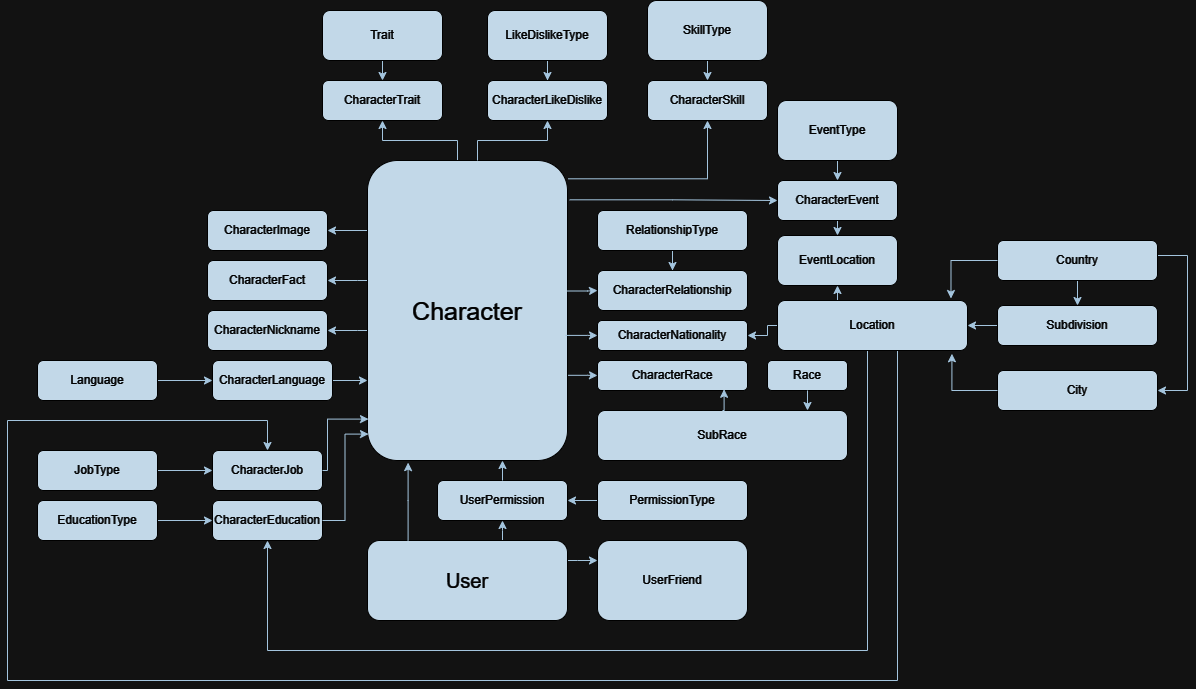 SkillType
Trait
LikeDislikeType
CharacterTrait
CharacterLikeDislike
CharacterSkill
EventType
CharacterEvent
CharacterImage
RelationshipType
EventLocation
Country
CharacterFact
CharacterRelationship
Character
Location
Subdivision
CharacterNickname
CharacterNationality
Language
CharacterLanguage
CharacterRace
Race
City
SubRace
JobType
CharacterJob
UserPermission
PermissionType
EducationType
CharacterEducation
User
UserFriend